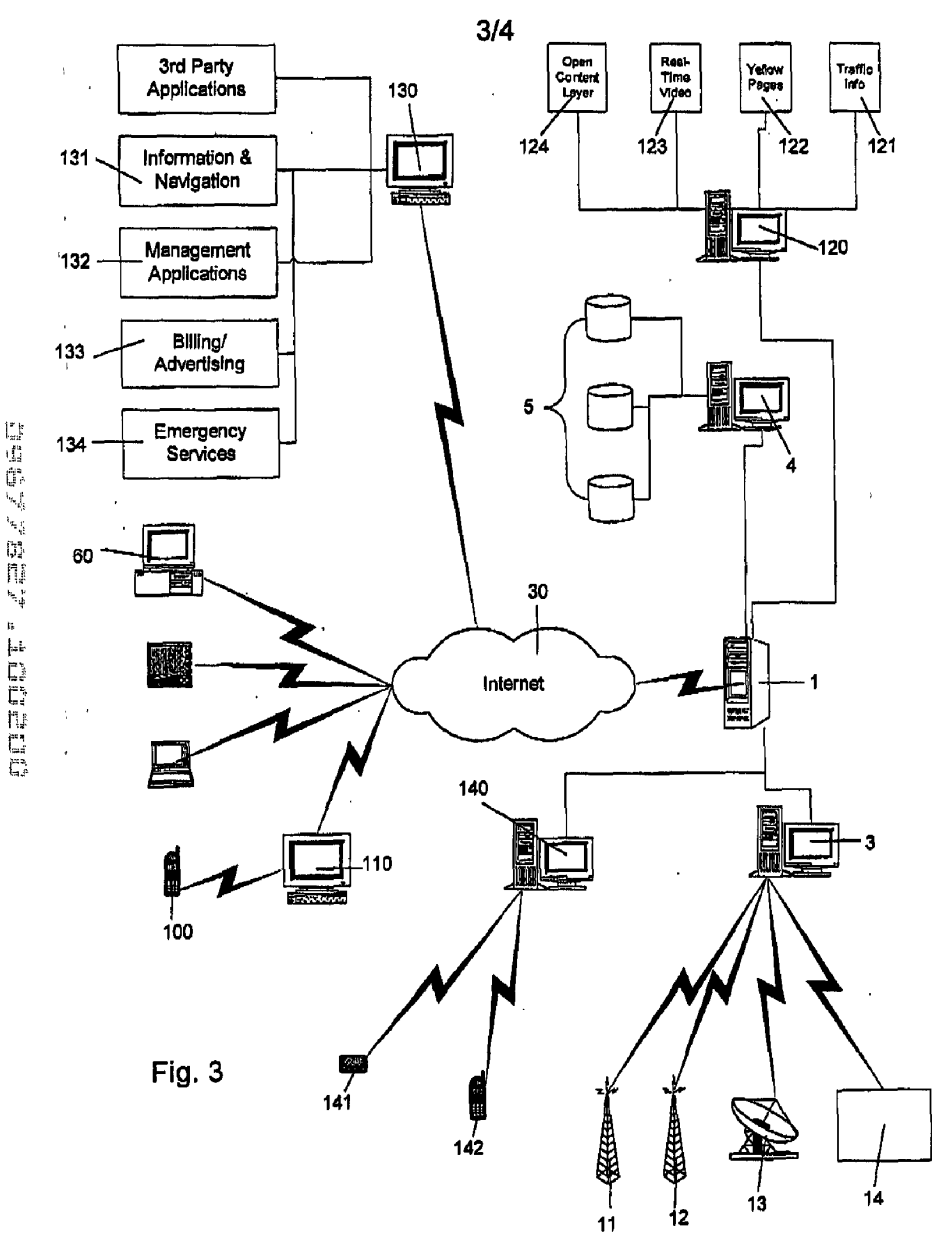 3/4
3rd Party
Applications
131
Information &
Navigation
132
Management
Applications
133
Billing/
Advertising
134
Emergency
Services
130
Open
Content
Layer
124
Real-
Time
Video
123
Yellow
Pages
122
Traffic
Info
121
120
5
4
60
30
Internet
1
140
3
110
100
141
142
11
12
13
14
Fig. 3